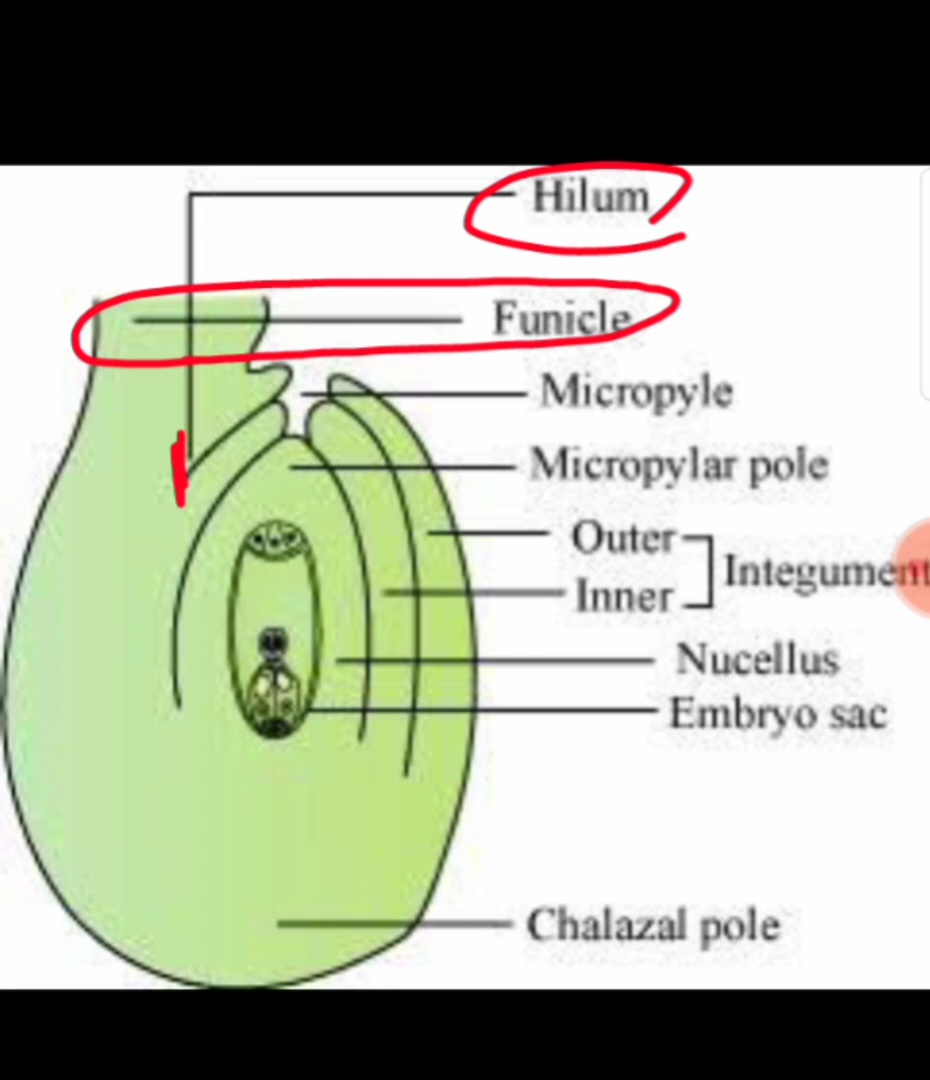 Hilum
Funicle
Micropyle
Micropylar pole
Outer
Integument
Inner
Nucellus
Embryo sac
Chalazal pole